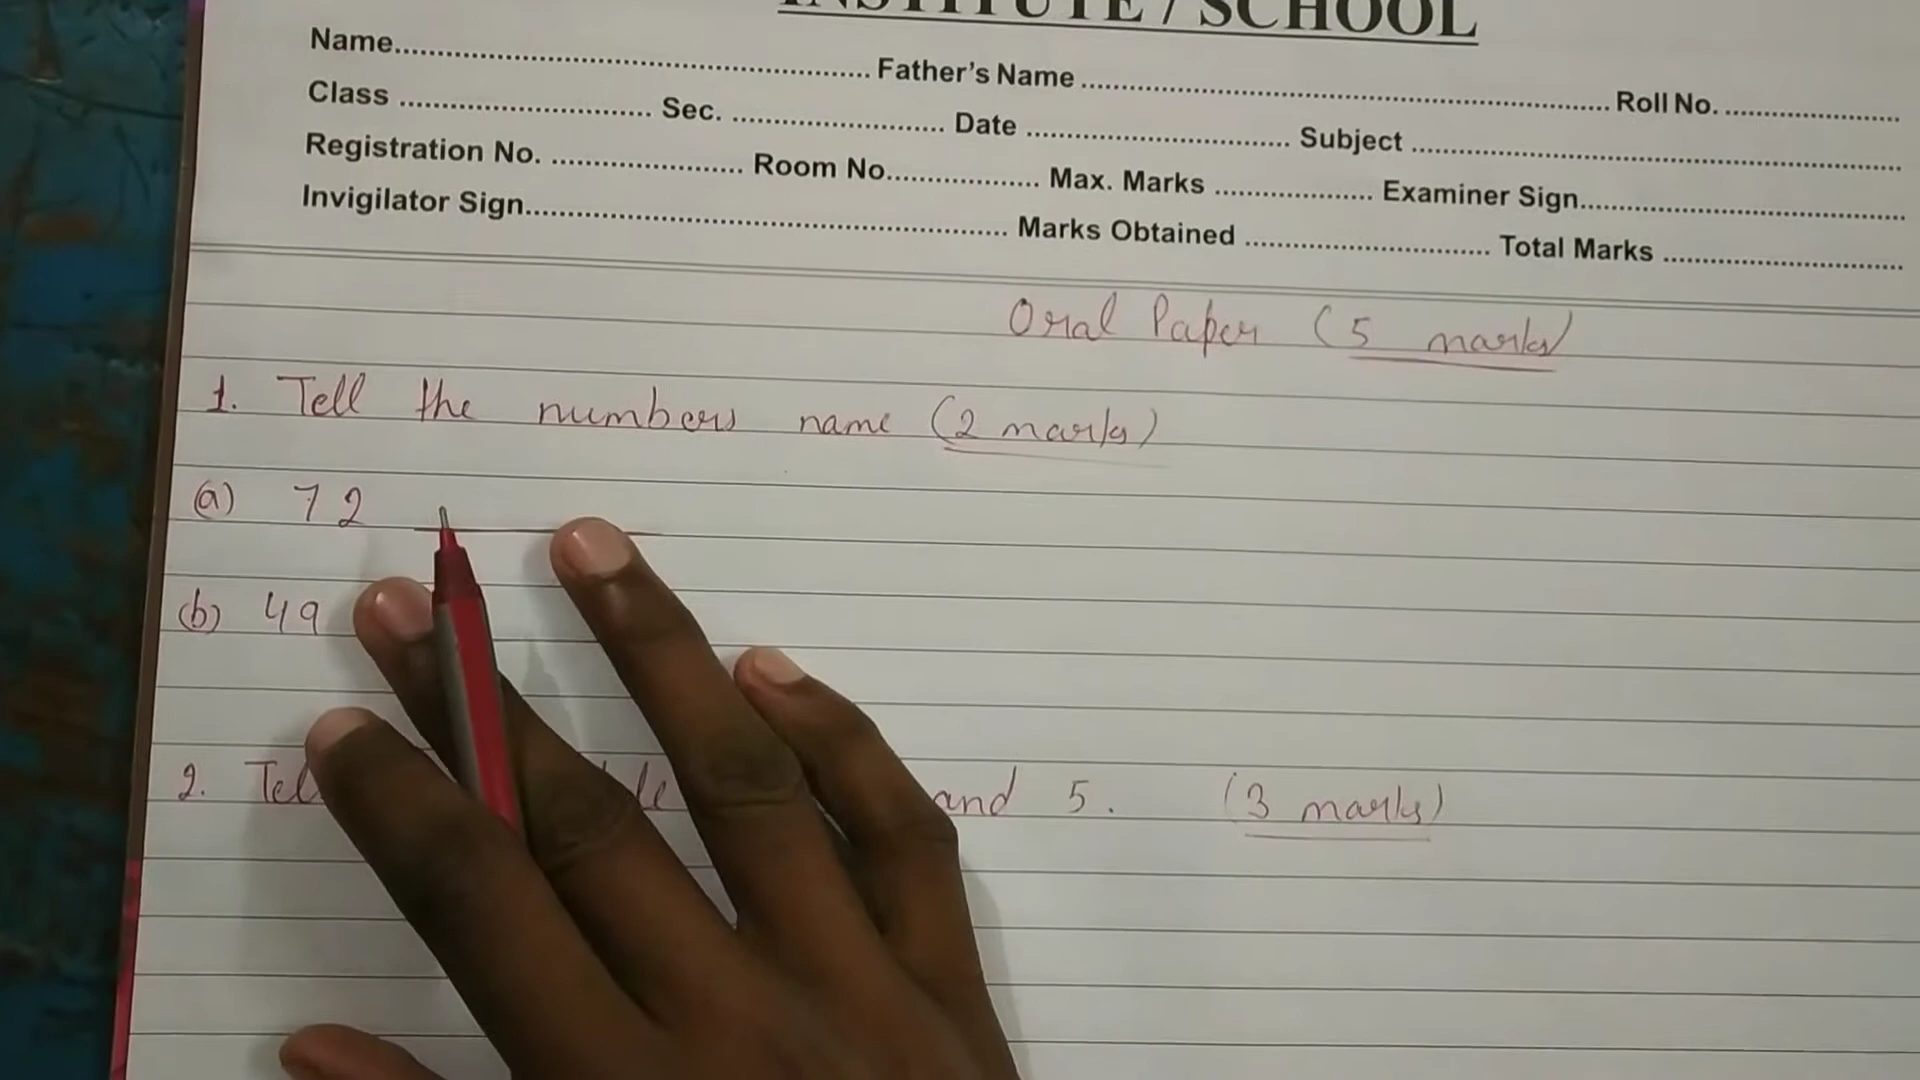 INSTITUTE / SCHOOL
Name.................... Father's Name .................... Roll No. ....................
Class .................... Sec. .................... Date .................... Subject ....................
Registration No. .................... Room No.................... Max. Marks .................... Examiner Sign....................
Invigilator Sign.................... Marks Obtained .................... Total Marks ....................
Oral Paper (5 marks)
1. Tell the numbers name (2 marks)
(a) 72 ____
(b) 49
2. and 5. (3 marks)